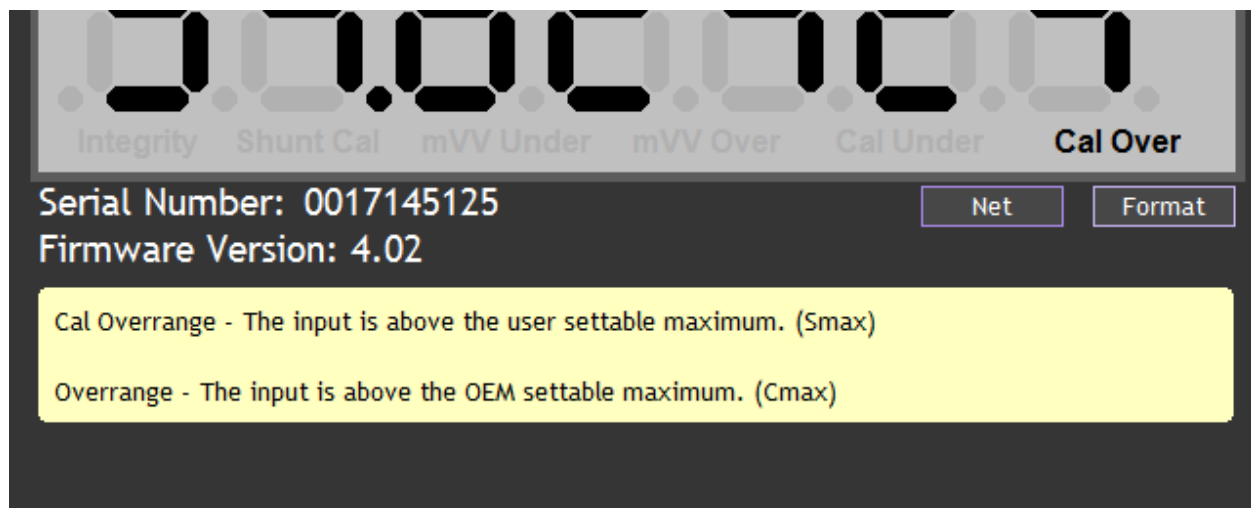 Integrity Shunt Cal mVV Under mVV Over Cal Under Cal Over
Serial Number: 0017145125 Net Format
Firmware Version: 4.02
Cal Overrange - The input is above the user settable maximum. (Smax)
Overrange - The input is above the OEM settable maximum. (Cmax)